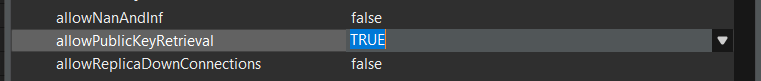 allowNanAndInf false
allowPublicKeyRetrieval TRUE
allowReplicaDownConnections false